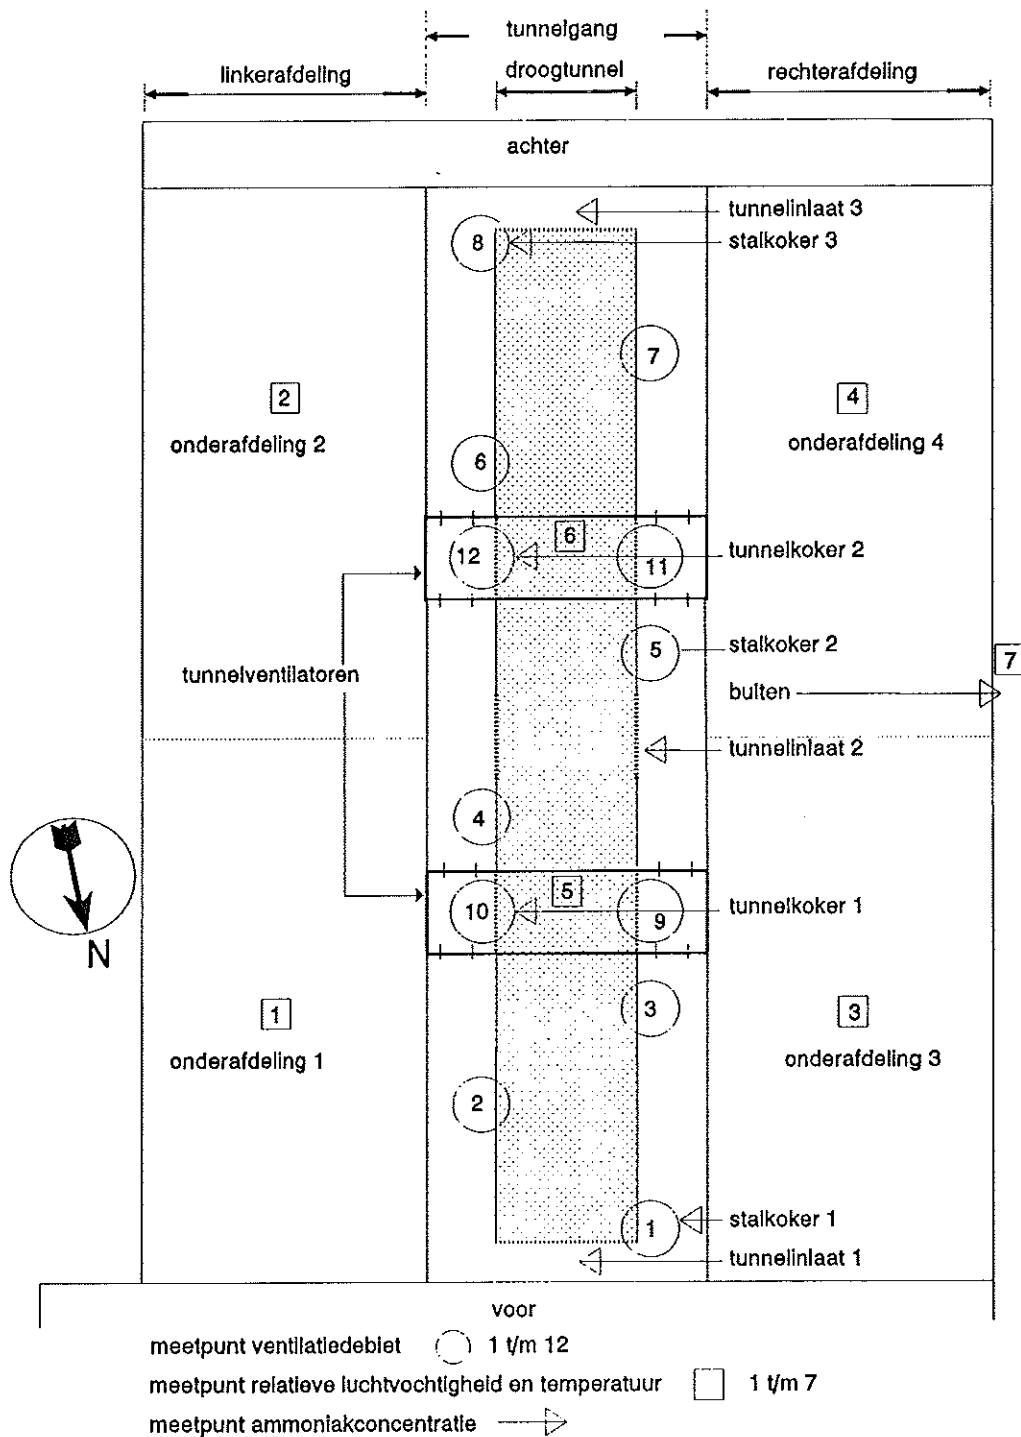 tunnelgang
linkerafdeling droogtunnel rechterafdeling
achter
tunnelinlaat 3
8 stalkoker 3
7
2 4
onderafdeling 2 onderafdeling 4
6
6
12 11 tunnelkoker 2
5 stalkoker 2
7
tunnelventilatoren
buiten
tunnelinlaat 2
4
5
10 9 tunnelkoker 1
N
1 3 3
onderafdeling 1 onderafdeling 3
2
1 stalkoker 1
tunnelinlaat 1
voor
meetpunt ventilatiedebiet 1 t/m 12
meetpunt relatieve luchtvochtigheid en temperatuur 1 t/m 7
meetpunt ammoniakconcentratie